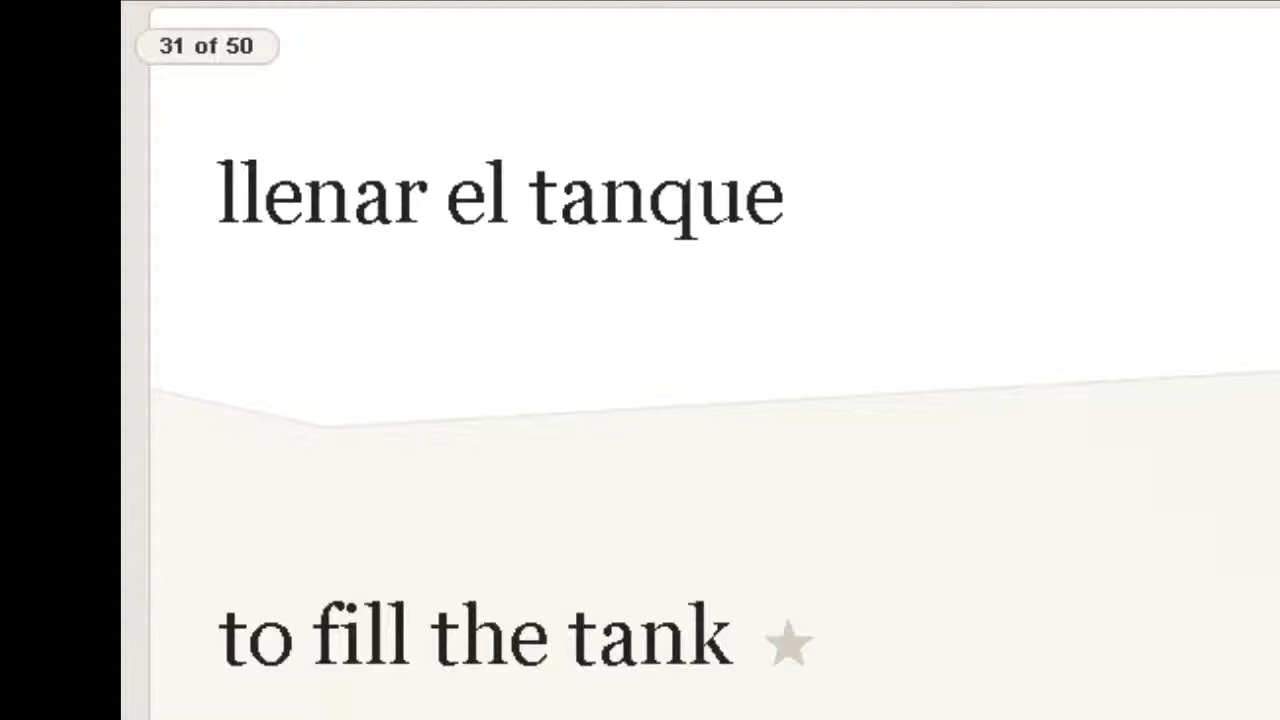 31 of 50
llenar el tanque
to fill the tank